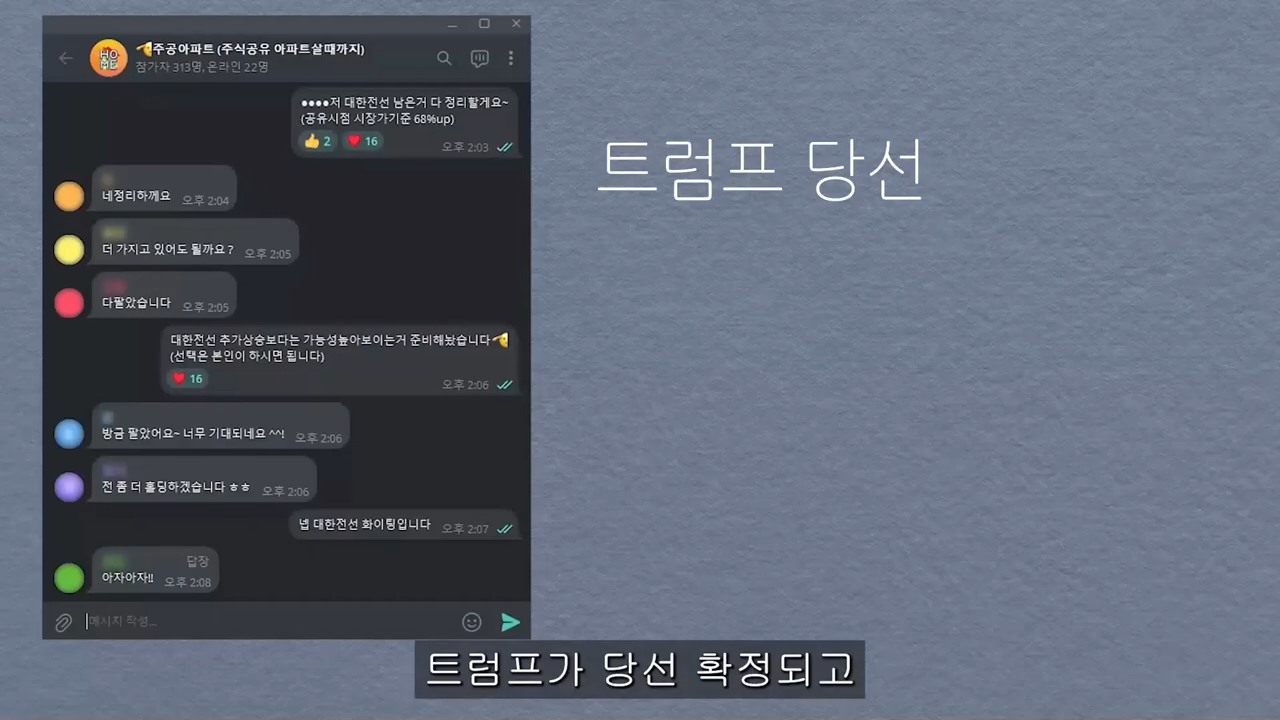 HO
ME
주공아파트 (주식공유 아파트살때까지)
참가자 313명, 온라인 22명
●●●●저 대한전선 남은거 다 정리할게요~
(공유시점 시장가기준 68%up)
2 16 오후 2:03
네정리하께요 오후 2:04
더 가지고 있어도 될까요? 오후 2:05
다팔았습니다 오후 2:05
대한전선 추가상승보다는 가능성높아보이는거 준비해놨습니다
(선택은 본인이 하시면 됩니다)
16 오후 2:06
방금 팔았어요~ 너무 기대되네요 ^^! 오후 2:06
전 좀 더 홀딩하겠습니다 ㅎㅎ 오후 2:06
넵 대한전선 화이팅입니다 오후 2:07
답장
아자아자!! 오후 2:08
메시지 작성...
트럼프 당선
트럼프가 당선 확정되고